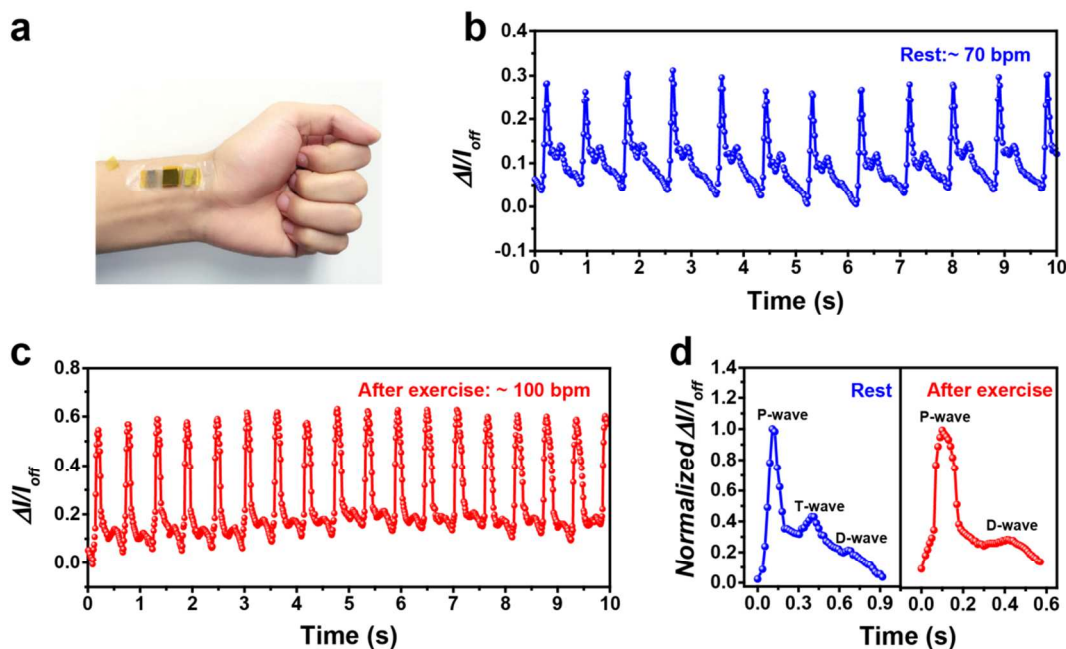 a
b
0.4
0.3
0.2
0.1
0.0
-0.1
ΔI/I_off
Rest:~ 70 bpm
0 1 2 3 4 5 6 7 8 9 10
Time (s)
c
0.8
0.6
0.4
0.2
0.0
ΔI/I_off
After exercise: ~ 100 bpm
0 1 2 3 4 5 6 7 8 9 10
Time (s)
d
1.4
1.2
1.0
0.8
0.6
0.4
0.2
0.0
Normalized ΔI/I_off
Rest
P-wave
T-wave
D-wave
0.0 0.3 0.6 0.9
After exercise
P-wave
D-wave
0.0 0.2 0.4 0.6
Time (s)